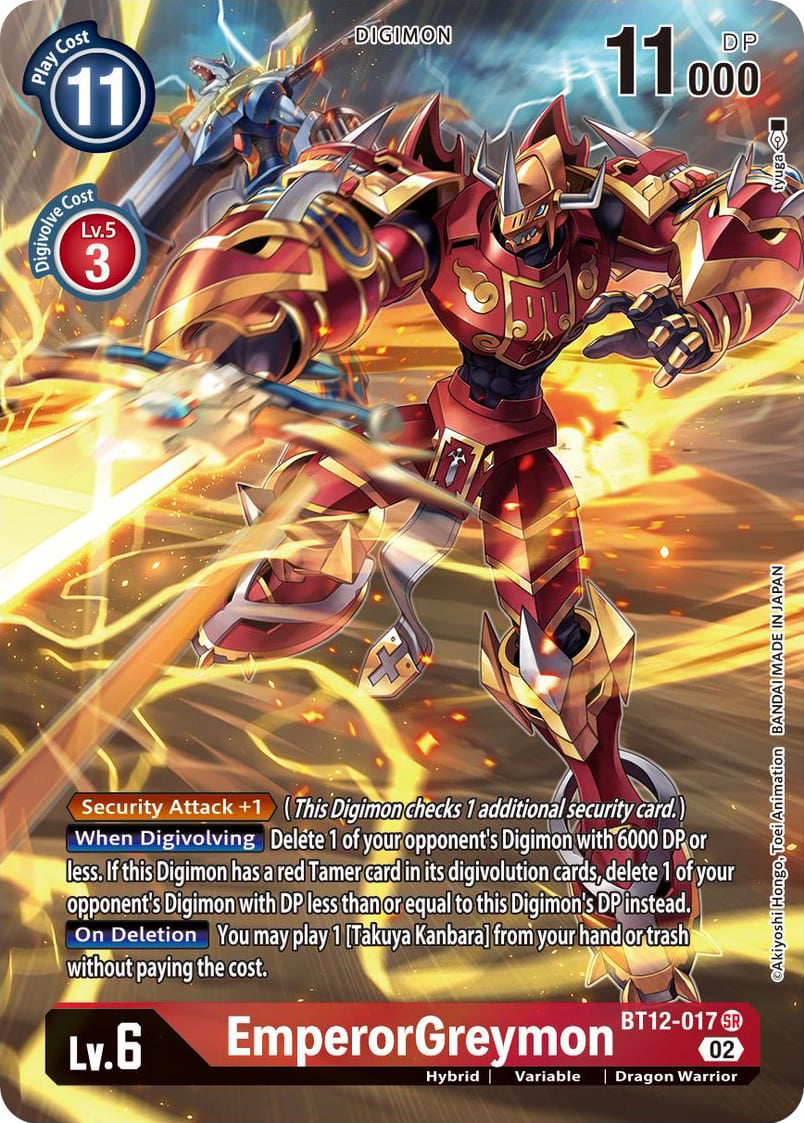 Play Cost
11
DIGIMON
11000
DP
tyuga
Digivolve Cost
Lv.5
3
BANDAI MADE IN JAPAN
©Akiyoshi Hongo, Toei Animation
Security Attack +1 (This Digimon checks 1 additional security card.)
When Digivolving Delete 1 of your opponent's Digimon with 6000 DP or
less. If this Digimon has a red Tamer card in its digivolution cards, delete 1 of your
opponent's Digimon with DP less than or equal to this Digimon's DP instead.
On Deletion You may play 1 [Takuya Kanbara] from your hand or trash
without paying the cost.
Lv.6
EmperorGreymon
BT12-017 SR
02
Hybrid | Variable | Dragon Warrior